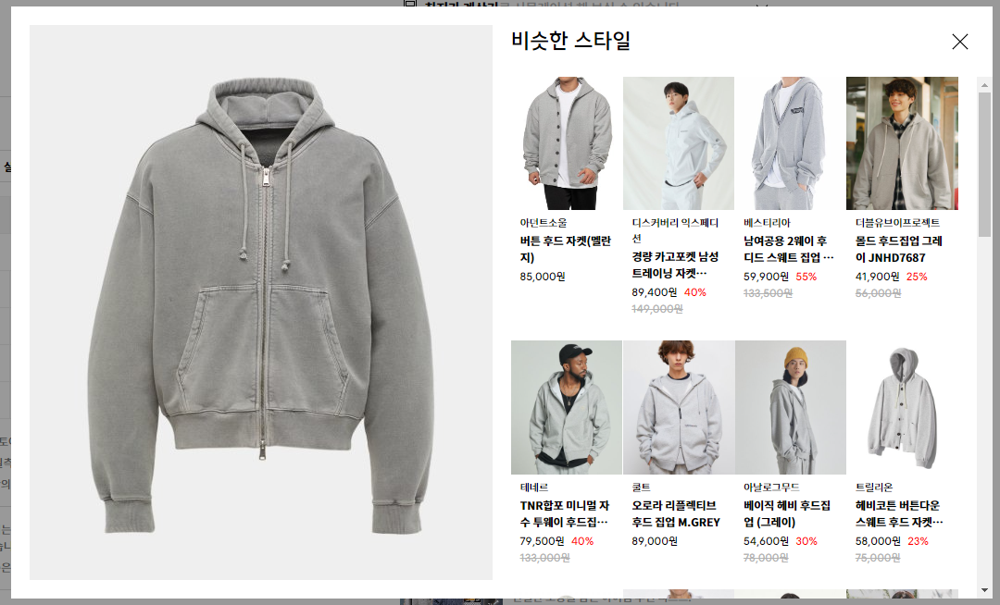 비슷한 스타일
아던트소울
버튼 후드 자켓(멜란
지)
85,000원
디스커버리 익스페디
션
경량 카고포켓 남성
트레이닝 자켓…
89,400원 40%
149,000원
베스티리아
남여공용 2웨이 후
디드 스웨트 집업 …
59,900원 55%
133,500원
더블유브이프로젝트
몰드 후드집업 그레
이 JNHD7687
41,900원 25%
56,000원
테네르
TNR합포 미니멀 자
수 투웨이 후드집…
79,500원 40%
133,000원
쿨트
오로라 리플렉티브
후드 집업 M.GREY
89,000원
아날로그무드
베이직 헤비 후드집
업 (그레이)
54,600원 30%
78,000원
트릴리온
헤비코튼 버튼다운
스웨트 후드 자켓…
58,000원 23%
75,000원